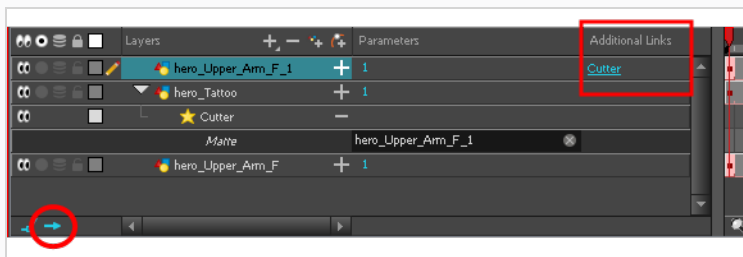 Layers Parameters Additional Links
hero_Upper_Arm_F_1 1 Cutter
hero_Tattoo 1
Cutter
Matte hero_Upper_Arm_F_1
hero_Upper_Arm_F 1